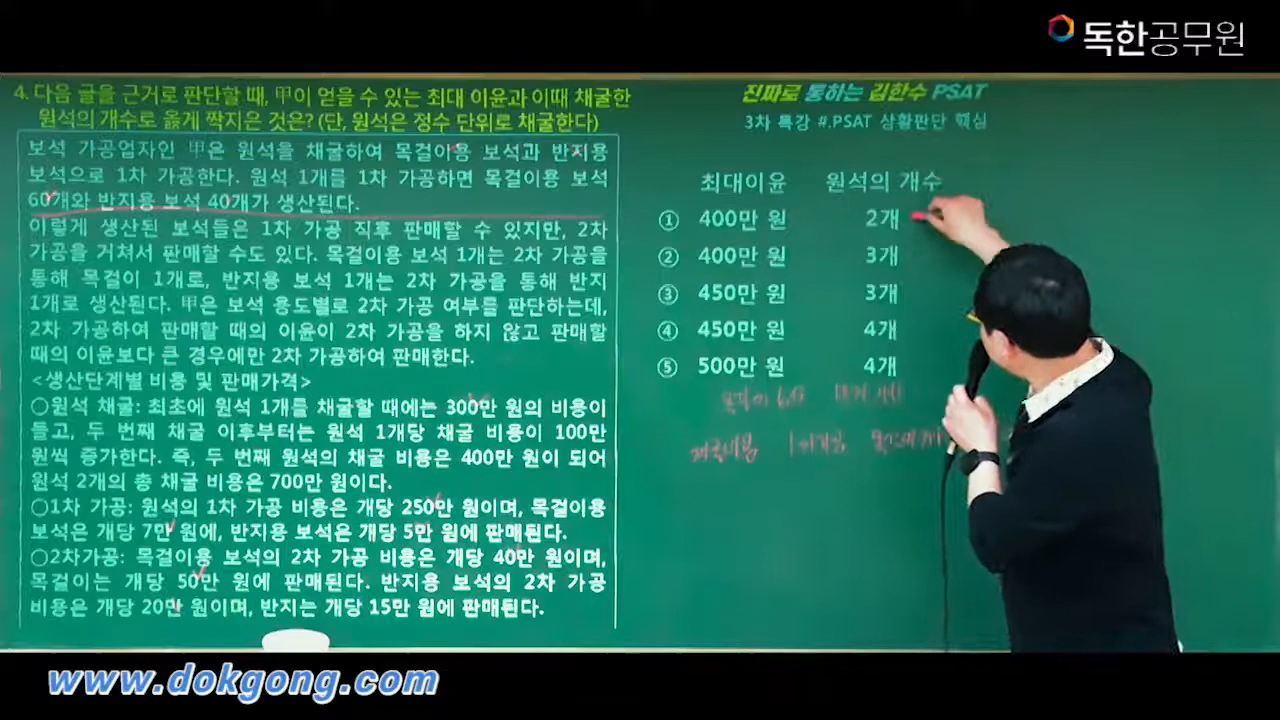 독한공무원
4. 다음 글을 근거로 판단할 때, 甲이 얻을 수 있는 최대 이윤과 이때 채굴한
원석의 개수로 옳게 짝지은 것은? (단, 원석은 정수 단위로 채굴한다)
보석 가공업자인 甲은 원석을 채굴하여 목걸이용 보석과 반지용
보석으로 1차 가공한다. 원석 1개를 1차 가공하면 목걸이용 보석
60개와 반지용 보석 40개가 생산된다.
이렇게 생산된 보석들은 1차 가공 직후 판매할 수 있지만, 2차
가공을 거쳐서 판매할 수도 있다. 목걸이용 보석 1개는 2차 가공을
통해 목걸이 1개로, 반지용 보석 1개는 2차 가공을 통해 반지
1개로 생산된다. 甲은 보석 용도별로 2차 가공 여부를 판단하는데,
2차 가공하여 판매할 때의 이윤이 2차 가공을 하지 않고 판매할
때의 이윤보다 큰 경우에만 2차 가공하여 판매한다.
<생산단계별 비용 및 판매가격>
○원석 채굴: 최초에 원석 1개를 채굴할 때에는 300만 원의 비용이
들고, 두 번째 채굴 이후부터는 원석 1개당 채굴 비용이 100만
원씩 증가한다. 즉, 두 번째 원석의 채굴 비용은 400만 원이 되어
원석 2개의 총 채굴 비용은 700만 원이다.
○1차 가공: 원석의 1차 가공 비용은 개당 250만 원이며, 목걸이용
보석은 개당 7만 원에, 반지용 보석은 개당 5만 원에 판매된다.
○2차가공: 목걸이용 보석의 2차 가공 비용은 개당 40만 원이며,
목걸이는 개당 50만 원에 판매된다. 반지용 보석의 2차 가공
비용은 개당 20만 원이며, 반지는 개당 15만 원에 판매된다.
진짜로 통하는 김한수 PSAT
3차 특강 #.PSAT 상황판단 핵심
최대이윤 원석의 개수
① 400만 원 2개
② 400만 원 3개
③ 450만 원 3개
④ 450만 원 4개
⑤ 500만 원 4개
채굴비용 1차가공
www.dokgong.com